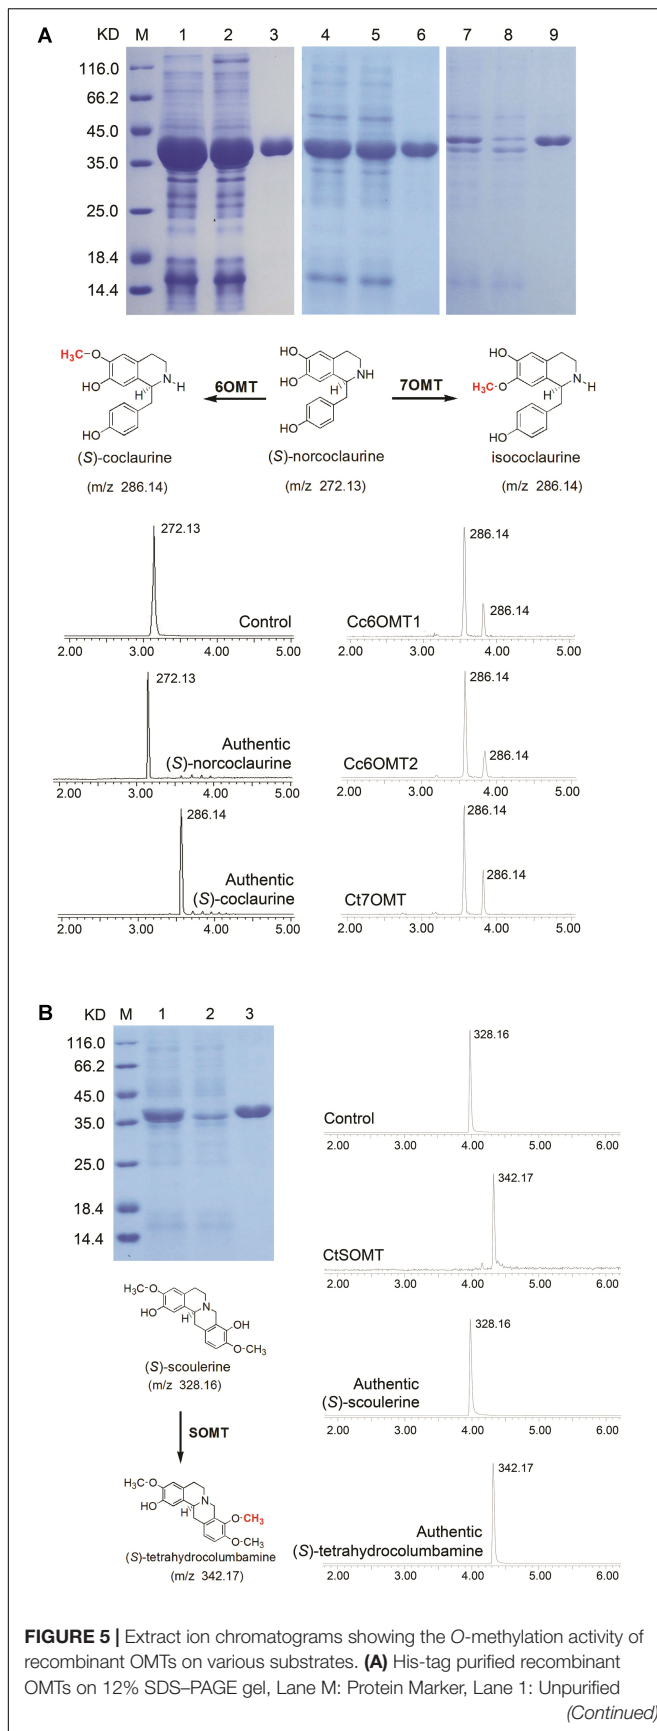 A
KD M 1 2 3 4 5 6 7 8 9
116.0
66.2
45.0
35.0
25.0
18.4
14.4
H₃C-O
HO
N-H
H
HO
(S)-coclaurine
(m/z 286.14)
6OMT
HO
HO
NH
H
HO
(S)-norcoclaurine
(m/z 272.13)
7OMT
HO
H₃C-O
N-H
H
HO
isococlaurine
(m/z 286.14)
272.13
Control
2.00 3.00 4.00 5.00
286.14
286.14
Cc6OMT1
2.00 3.00 4.00 5.00
272.13
Authentic
(S)-norcoclaurine
2.00 3.00 4.00 5.00
286.14
286.14
Cc6OMT2
2.00 3.00 4.00 5.00
286.14
Authentic
(S)-coclaurine
2.00 3.00 4.00 5.00
286.14
286.14
Ct7OMT
2.00 3.00 4.00 5.00
B
KD M 1 2 3
116.0
66.2
45.0
35.0
25.0
18.4
14.4
H₃C-O
HO
N
H
OH
O-CH₃
(S)-scoulerine
(m/z 328.16)
SOMT
H₃C-O
HO
N
H
O-CH₃
O-CH₃
(S)-tetrahydrocolumbamine
(m/z 342.17)
328.16
Control
2.00 3.00 4.00 5.00 6.00
342.17
CtSOMT
2.00 3.00 4.00 5.00 6.00
328.16
Authentic
(S)-scoulerine
2.00 3.00 4.00 5.00 6.00
342.17
Authentic
(S)-tetrahydrocolumbamine
2.00 3.00 4.00 5.00 6.00
FIGURE 5 | Extract ion chromatograms showing the O-methylation activity of
recombinant OMTs on various substrates. (A) His-tag purified recombinant
OMTs on 12% SDS–PAGE gel, Lane M: Protein Marker, Lane 1: Unpurified
(Continued)